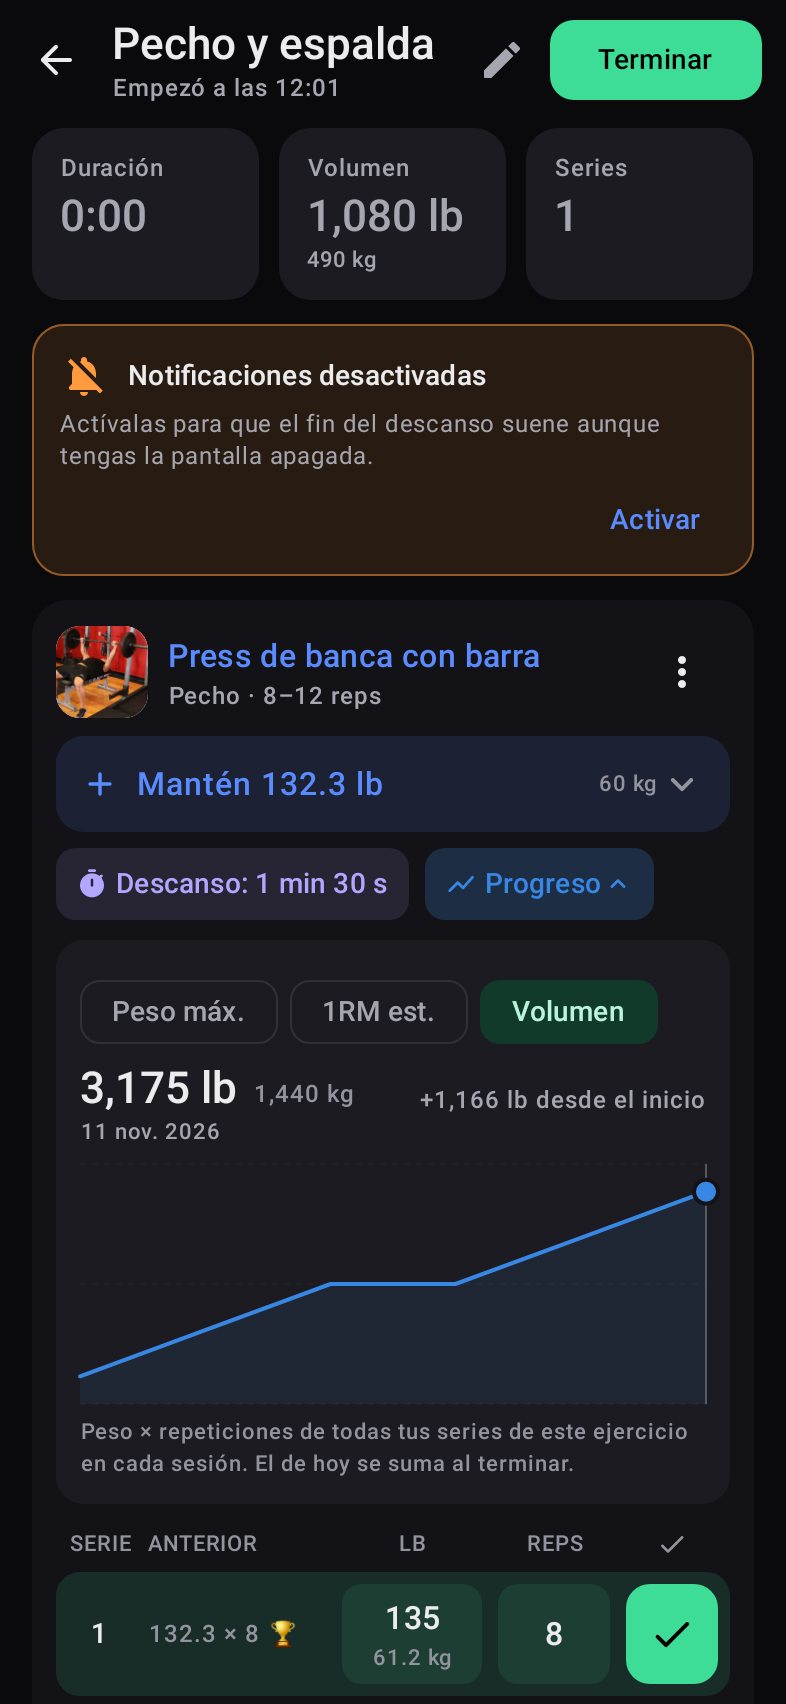 Pecho y espalda
Empezó a las 12:01
Terminar
Duración
0:00
Volumen
1,080 lb
490 kg
Series
1
Notificaciones desactivadas
Actívalas para que el fin del descanso suene aunque
tengas la pantalla apagada.
Activar
Press de banca con barra
Pecho · 8–12 reps
Mantén 132.3 lb
60 kg
Descanso: 1 min 30 s
Progreso
Peso máx.
1RM est.
Volumen
3,175 lb 1,440 kg
+1,166 lb desde el inicio
11 nov. 2026
Peso × repeticiones de todas tus series de este ejercicio
en cada sesión. El de hoy se suma al terminar.
SERIE ANTERIOR LB REPS ✓
1 132.3 × 8 🏆 135 8
61.2 kg